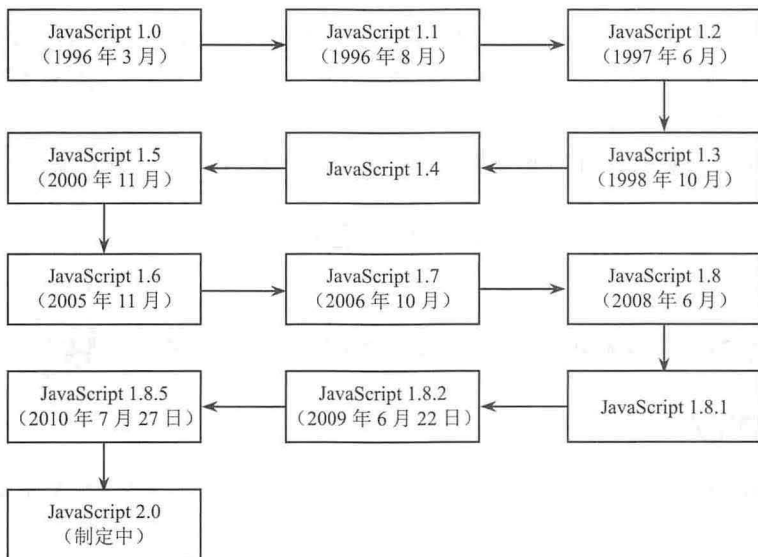 JavaScript 1.0
（1996 年 3 月）
JavaScript 1.1
（1996 年 8 月）
JavaScript 1.2
（1997 年 6 月）
JavaScript 1.3
（1998 年 10 月）
JavaScript 1.4
JavaScript 1.5
（2000 年 11 月）
JavaScript 1.6
（2005 年 11 月）
JavaScript 1.7
（2006 年 10 月）
JavaScript 1.8
（2008 年 6 月）
JavaScript 1.8.1
JavaScript 1.8.2
（2009 年 6 月 22 日）
JavaScript 1.8.5
（2010 年 7 月 27 日）
JavaScript 2.0
（制定中）